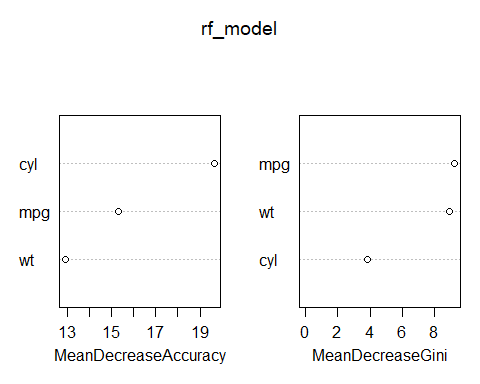 rf_model
cyl
mpg
wt
13 15 17 19
MeanDecreaseAccuracy
mpg
wt
cyl
0 2 4 6 8
MeanDecreaseGini